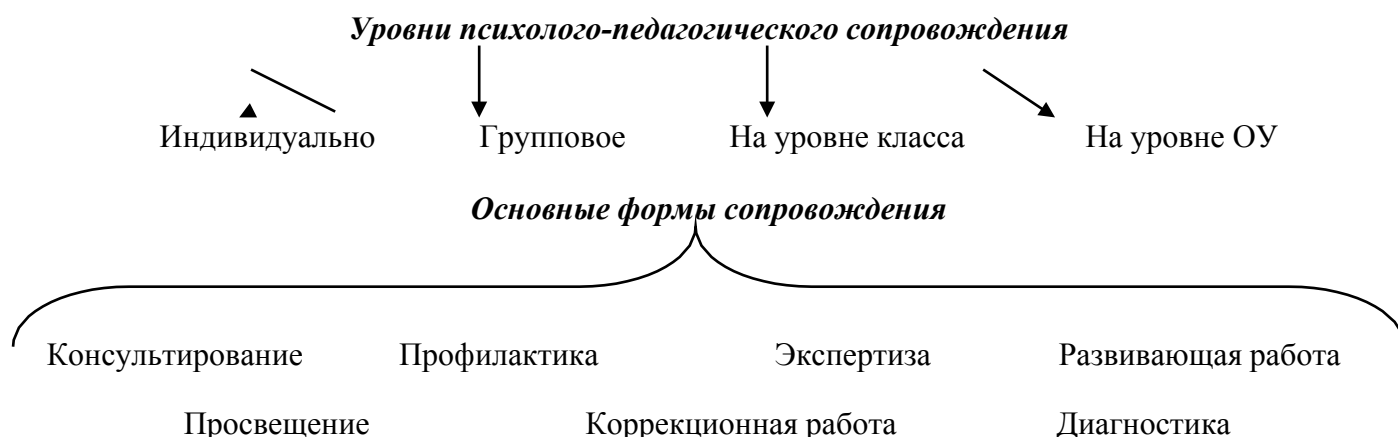 Уровни психолого-педагогического сопровождения
Индивидуально Групповое На уровне класса На уровне ОУ
Основные формы сопровождения
Консультирование Профилактика Экспертиза Развивающая работа
Просвещение Коррекционная работа Диагностика